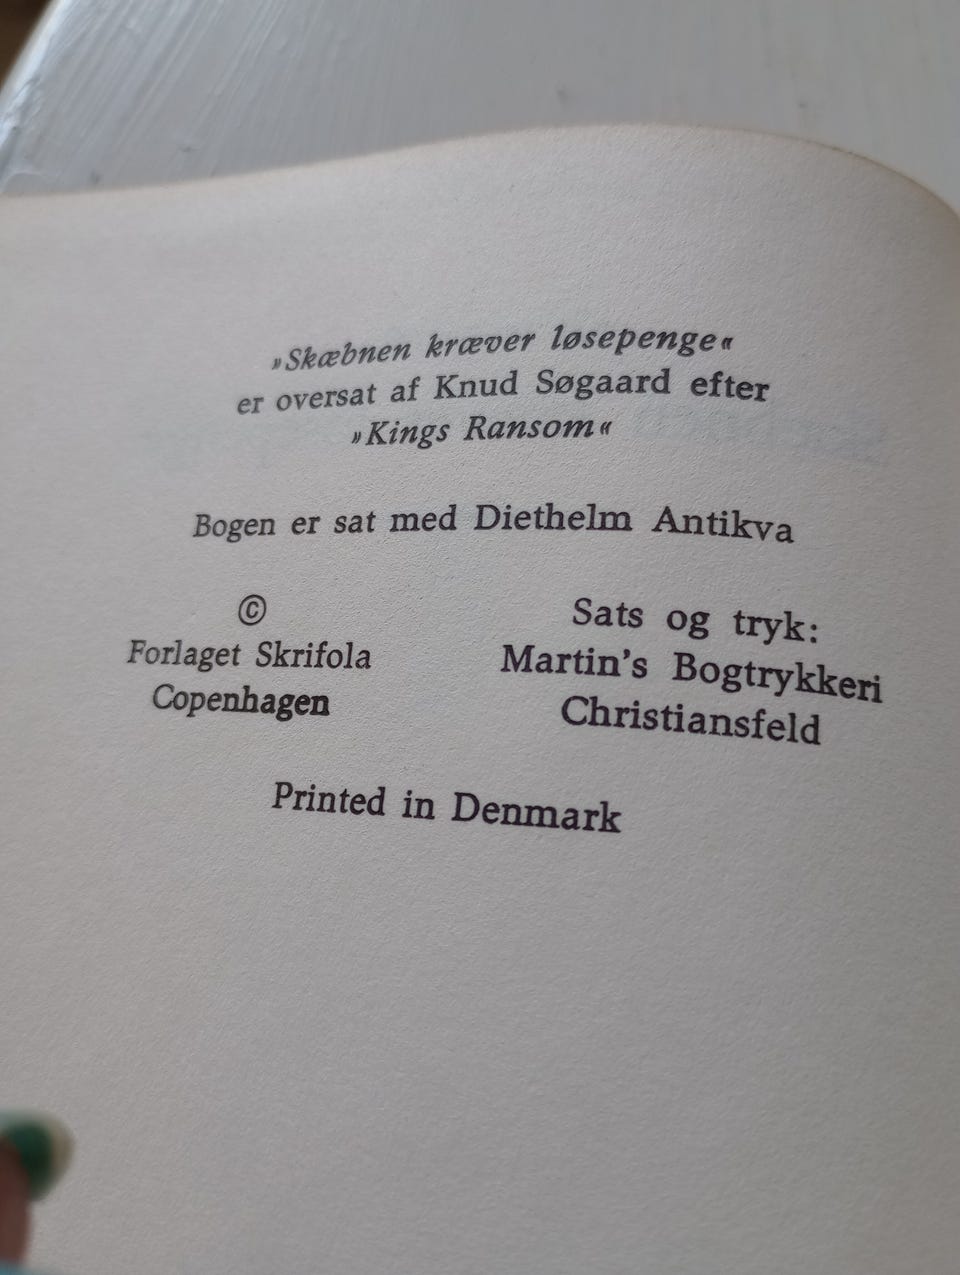 »Skæbnen kræver løsepenge«
er oversat af Knud Søgaard efter
»Kings Ransom«
Bogen er sat med Diethelm Antikva
©
Forlaget Skrifola
Copenhagen
Sats og tryk:
Martin's Bogtrykkeri
Christiansfeld
Printed in Denmark